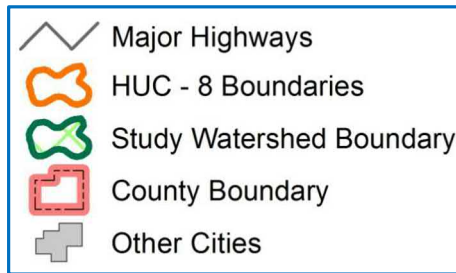 Major Highways
HUC - 8 Boundaries
Study Watershed Boundary
County Boundary
Other Cities